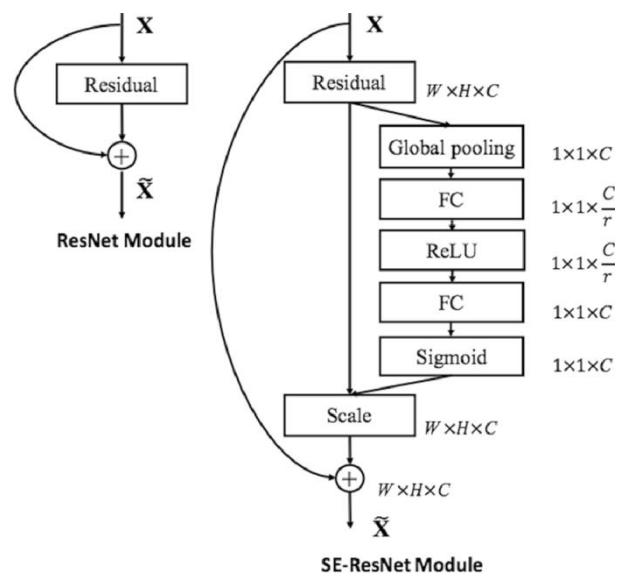 X
Residual
+
X̃
ResNet Module
X
Residual
W×H×C
Global pooling
1×1×C
FC
1×1×C/r
ReLU
1×1×C/r
FC
1×1×C
Sigmoid
1×1×C
Scale
W×H×C
+
W×H×C
X̃
SE-ResNet Module